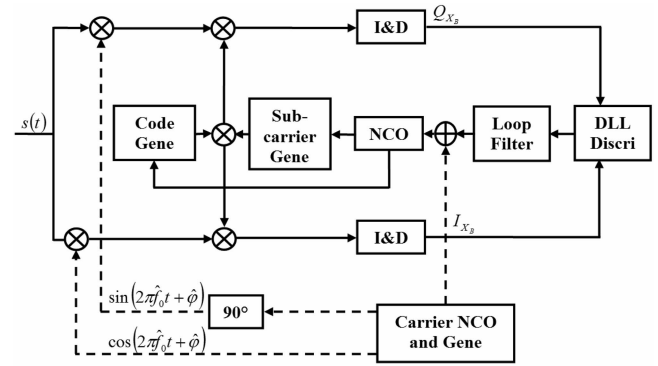 I&D
Q_{X_B}
s(t)
Code
Gene
Sub-
carrier
Gene
NCO
Loop
Filter
DLL
Discri
I&D
I_{X_B}
sin(2πf̂₀t + φ̂)
90°
cos(2πf̂₀t + φ̂)
Carrier NCO
and Gene